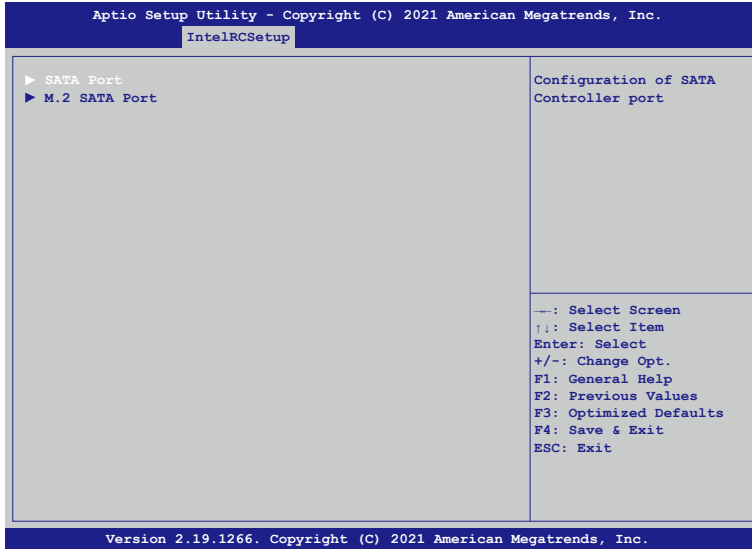 Aptio Setup Utility - Copyright (C) 2021 American Megatrends, Inc.
IntelRCSetup
► SATA Port
► M.2 SATA Port
Configuration of SATA
Controller port
→←: Select Screen
↑↓: Select Item
Enter: Select
+/-: Change Opt.
F1: General Help
F2: Previous Values
F3: Optimized Defaults
F4: Save & Exit
ESC: Exit
Version 2.19.1266. Copyright (C) 2021 American Megatrends, Inc.